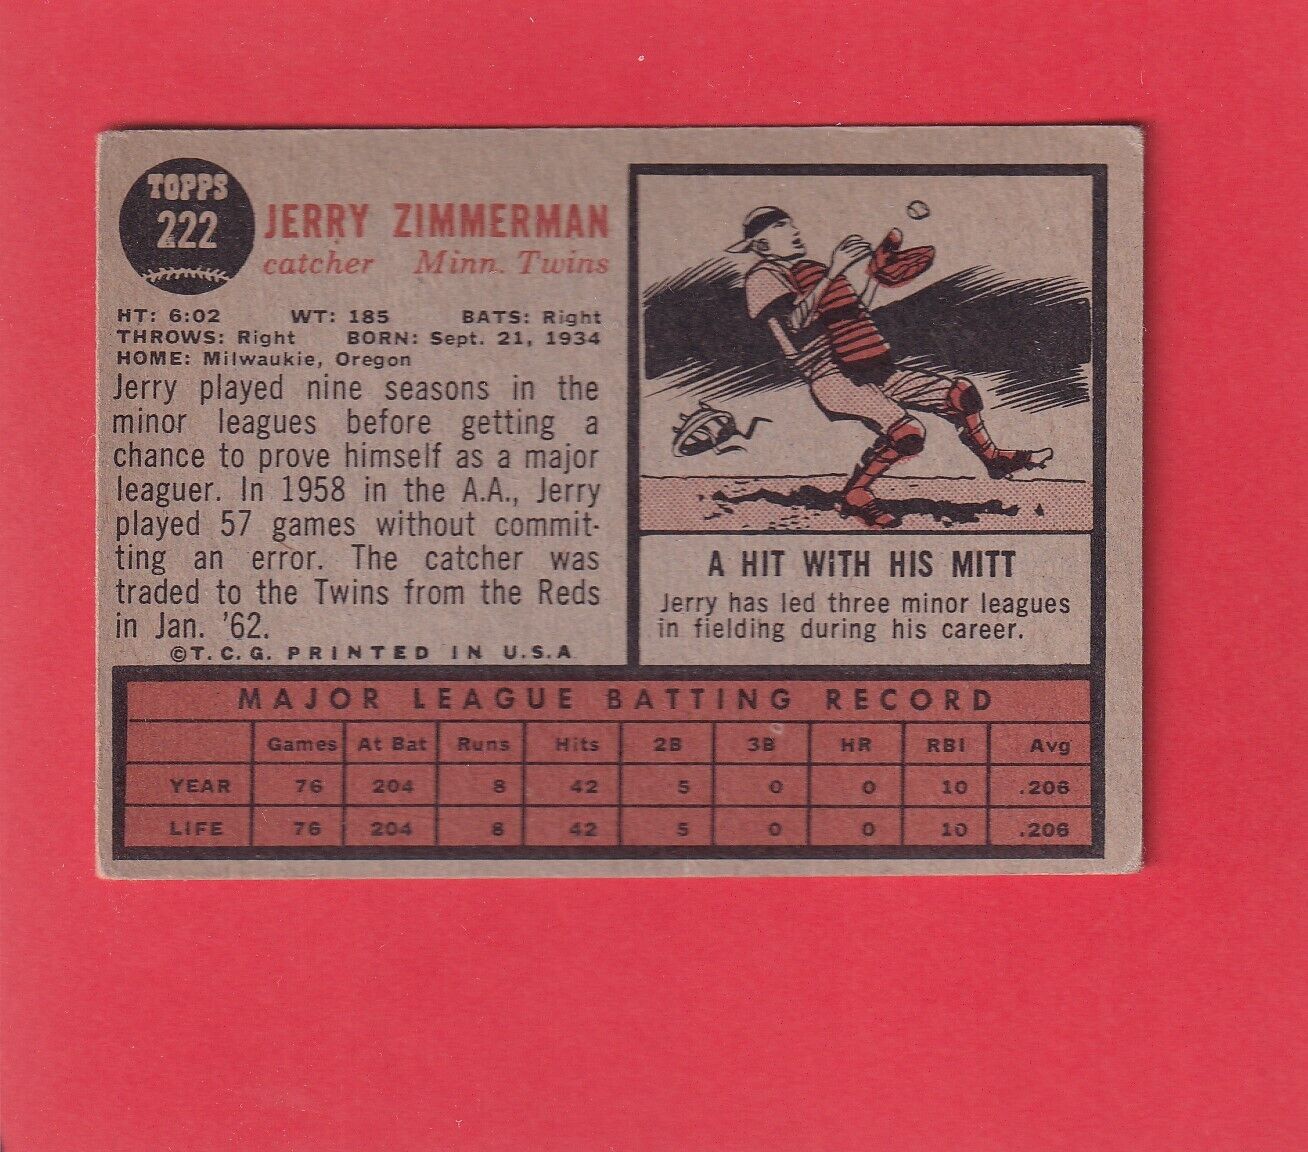 TOPPS
222
JERRY ZIMMERMAN
catcher Minn. Twins
HT: 6:02 WT: 185 BATS: Right
THROWS: Right BORN: Sept. 21, 1934
HOME: Milwaukie, Oregon
Jerry played nine seasons in the
minor leagues before getting a
chance to prove himself as a major
leaguer. In 1958 in the A.A., Jerry
played 57 games without commit-
ting an error. The catcher was
traded to the Twins from the Reds
in Jan. '62.
©T.C.G. PRINTED IN U.S.A
A HIT WITH HIS MITT
Jerry has led three minor leagues
in fielding during his career.
MAJOR LEAGUE BATTING RECORD
Games At Bat Runs Hits 2B 3B HR RBI Avg
YEAR 76 204 8 42 5 0 0 10 .206
LIFE 76 204 8 42 5 0 0 10 .206